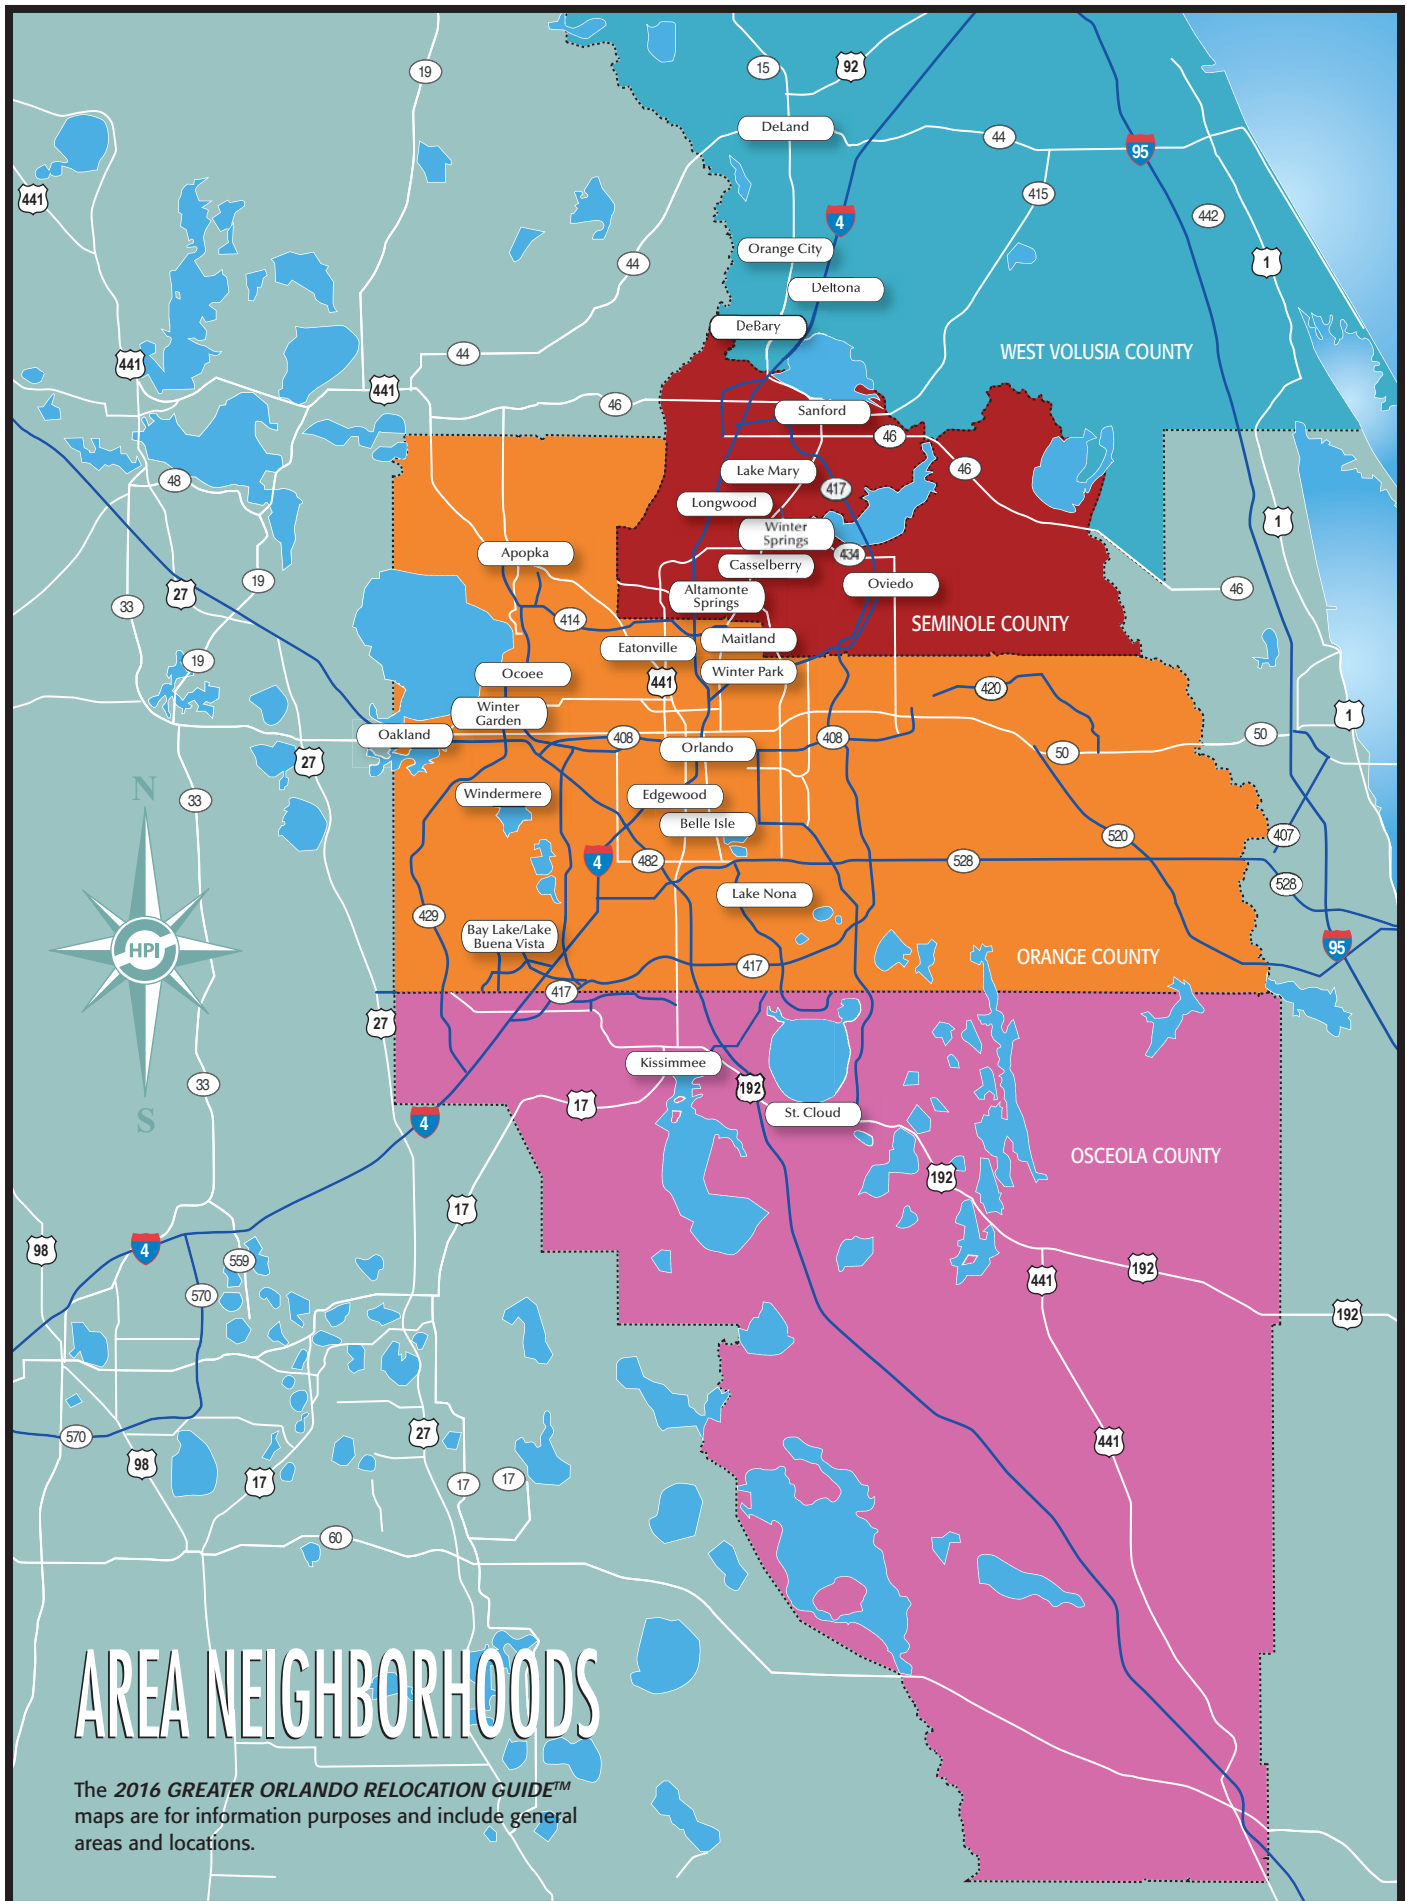 19
15
92
DeLand
44
95
415
442
441
4
Orange City
1
44
Deltona
DeBary
WEST VOLUSIA COUNTY
44
441
441
46
Sanford
46
46
Lake Mary
48
417
Longwood
1
Winter
Springs
434
Apopka
Casselberry
19
Oviedo
46
27
Altamonte
Springs
33
414
SEMINOLE COUNTY
Eatonville
Maitland
19
Ocoee
Winter Park
441
420
Winter
Garden
1
Oakland
408
Orlando
408
50
50
27
N
33
Windermere
Edgewood
Belle Isle
520
407
4
482
528
528
Lake Nona
429
Bay Lake/Lake
Buena Vista
HPI
ORANGE COUNTY
95
417
417
27
Kissimmee
33
192
17
St. Cloud
4
S
OSCEOLA COUNTY
192
17
98
4
559
192
441
570
192
27
570
441
98
17
17
17
60
AREA NEIGHBORHOODS
The 2016 GREATER ORLANDO RELOCATION GUIDE™
maps are for information purposes and include general
areas and locations.